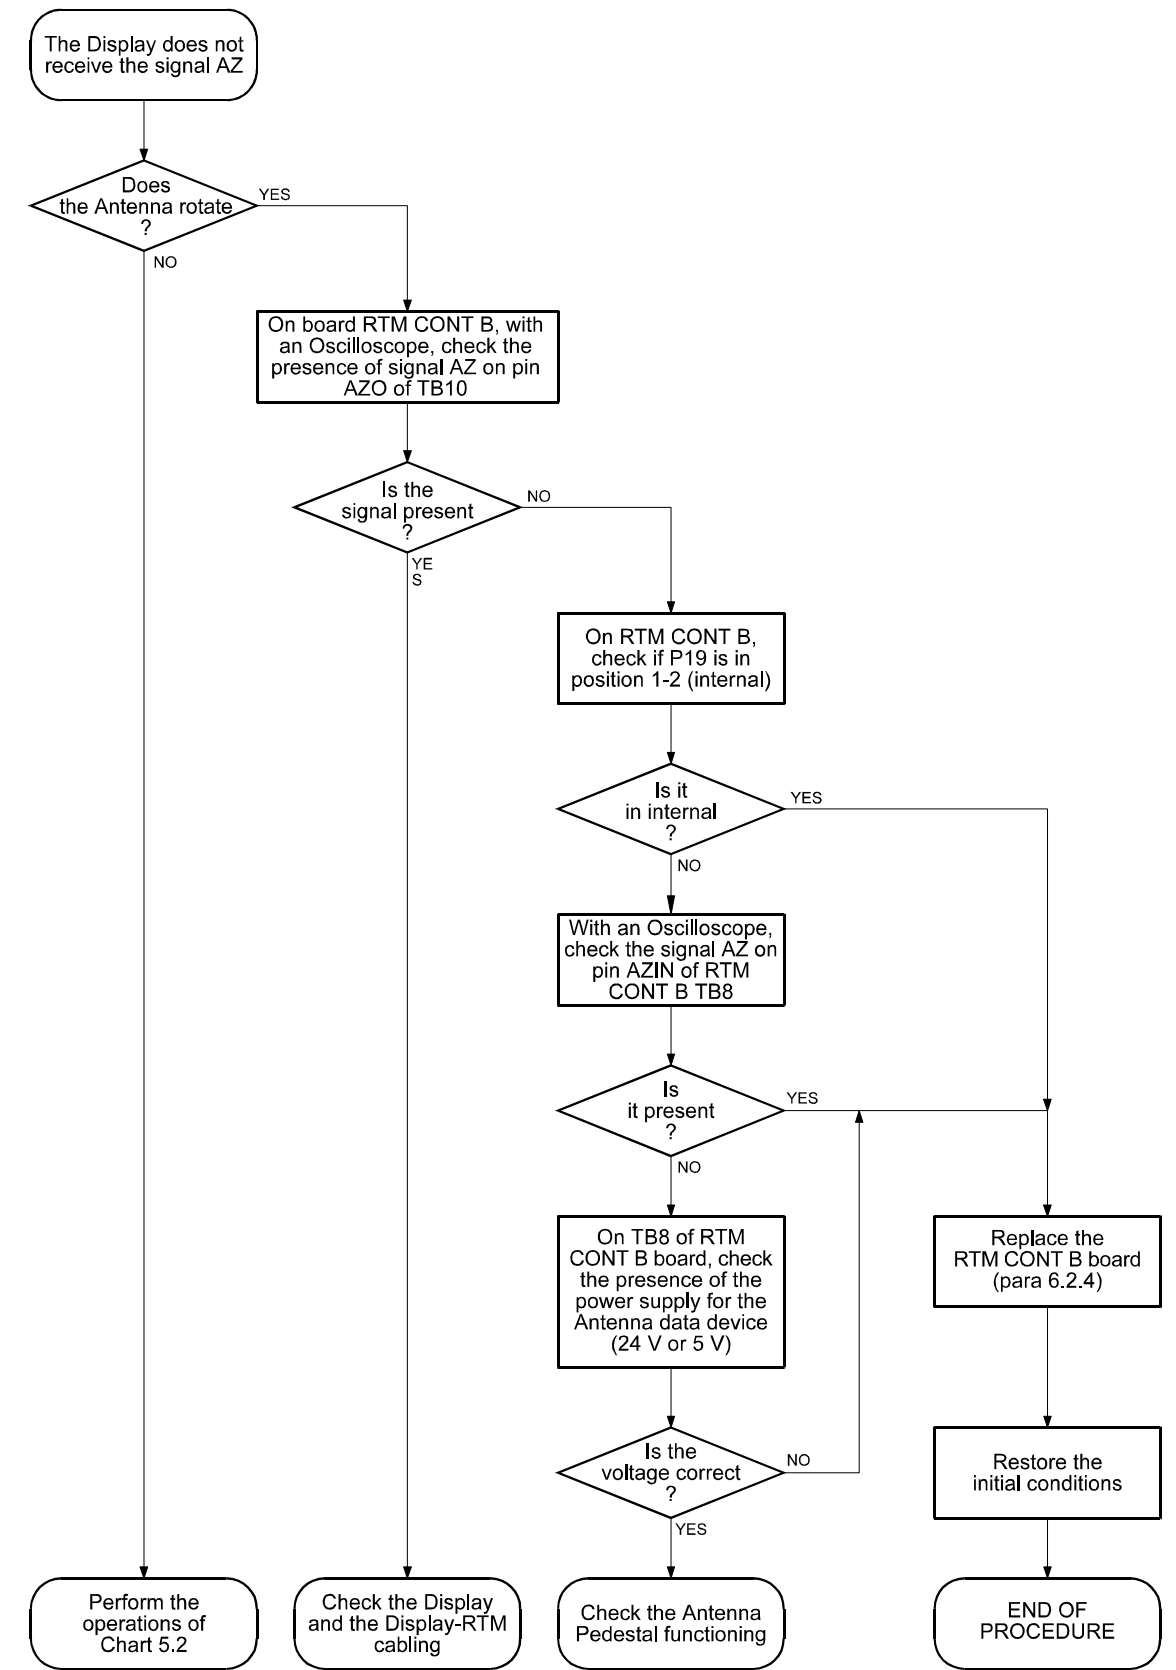 The Display does not
receive the signal AZ
Does
the Antenna rotate
?
YES
NO
On board RTM CONT B, with
an Oscilloscope, check the
presence of signal AZ on pin
AZO of TB10
Is the
signal present
?
NO
YE
S
On RTM CONT B,
check if P19 is in
position 1-2 (internal)
Is it
in internal
?
YES
NO
With an Oscilloscope,
check the signal AZ on
pin AZIN of RTM
CONT B TB8
Is
it present
?
YES
NO
On TB8 of RTM
CONT B board, check
the presence of the
power supply for the
Antenna data device
(24 V or 5 V)
Replace the
RTM CONT B board
(para 6.2.4)
Is the
voltage correct
?
NO
YES
Restore the
initial conditions
Perform the
operations of
Chart 5.2
Check the Display
and the Display-RTM
cabling
Check the Antenna
Pedestal functioning
END OF
PROCEDURE